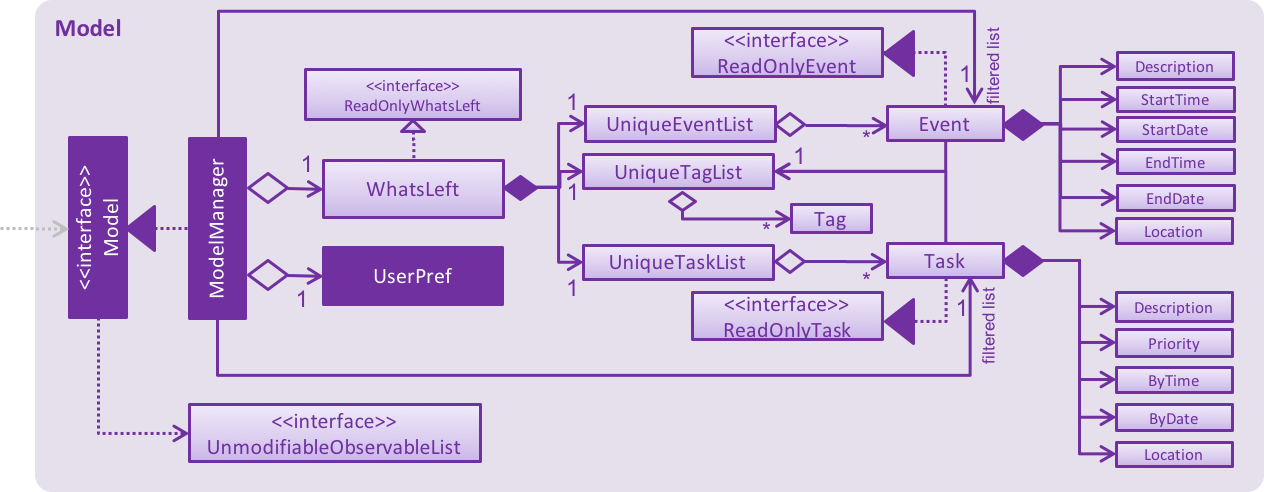 Model
<<interface>>
Model
ModelManager
<<interface>>
ReadOnlyWhatsLeft
1
WhatsLeft
1
UserPref
<<interface>>
UnmodifiableObservableList
1
UniqueEventList
*
1
UniqueTagList
1
*
Tag
1
UniqueTaskList
*
<<interface>>
ReadOnlyEvent
1
filtered list
Event
Task
<<interface>>
ReadOnlyTask
1
filtered list
Description
StartTime
StartDate
EndTime
EndDate
Location
Description
Priority
ByTime
ByDate
Location